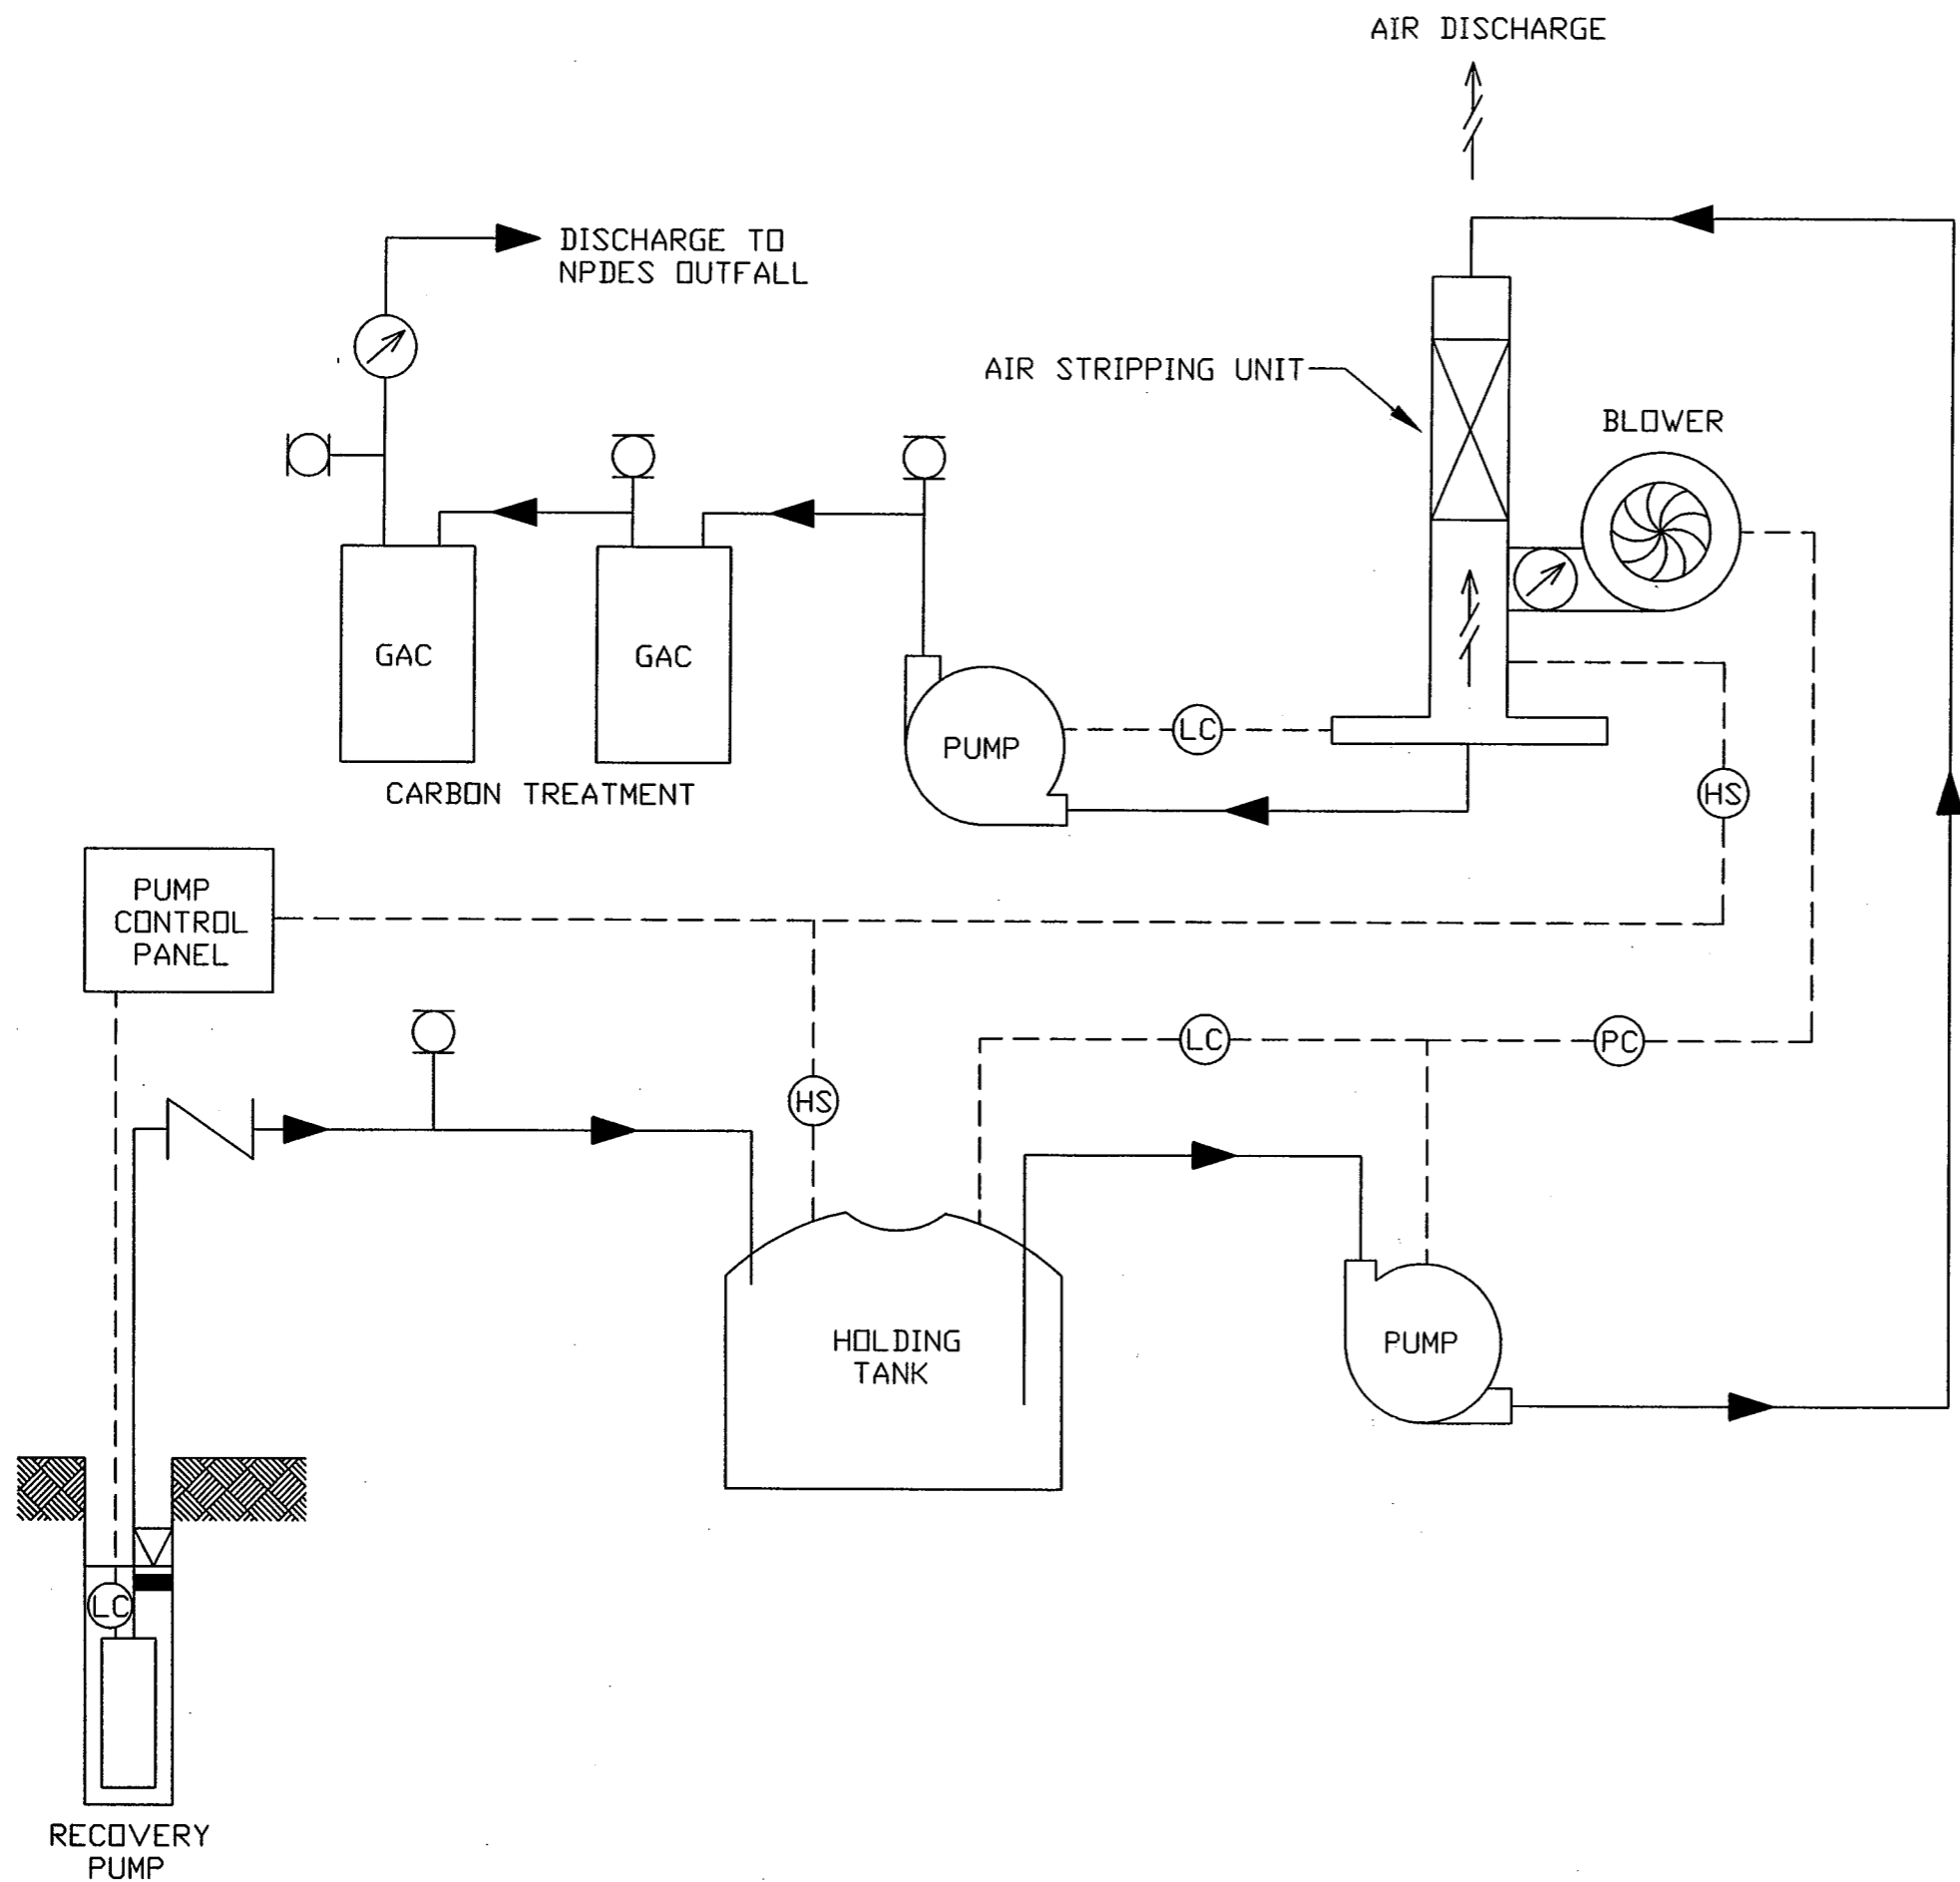 AIR DISCHARGE
DISCHARGE TO
NPDES OUTFALL
AIR STRIPPING UNIT
BLOWER
GAC
GAC
PUMP
LC
CARBON TREATMENT
HS
PUMP
CONTROL
PANEL
LC
PC
HS
HOLDING
TANK
PUMP
LC
RECOVERY
PUMP